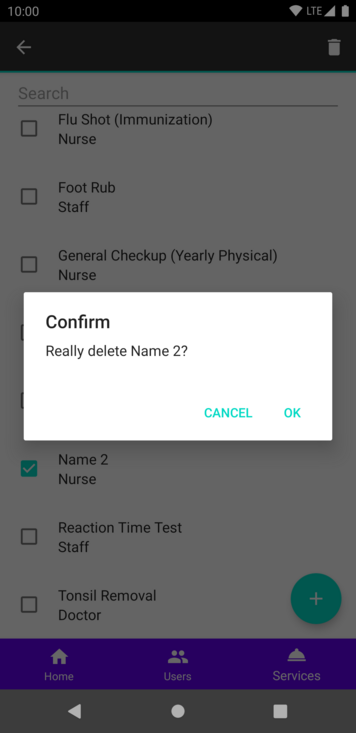 10:00
LTE
Search
Flu Shot (Immunization)
Nurse
Foot Rub
Staff
General Checkup (Yearly Physical)
Nurse
Confirm
Really delete Name 2?
CANCEL
OK
Name 2
Nurse
Reaction Time Test
Staff
Tonsil Removal
Doctor
Home
Users
Services